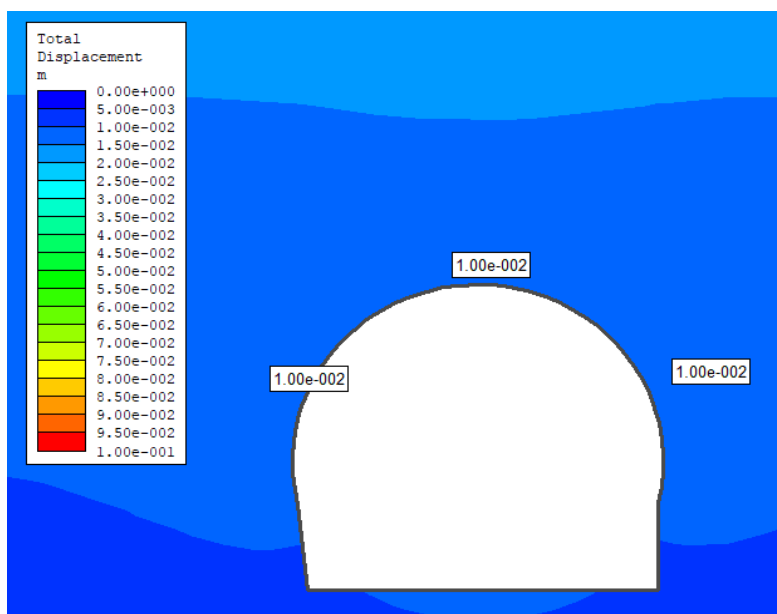 Total
Displacement
m
0.00e+000
5.00e-003
1.00e-002
1.50e-002
2.00e-002
2.50e-002
3.00e-002
3.50e-002
4.00e-002
4.50e-002
5.00e-002
5.50e-002
6.00e-002
6.50e-002
7.00e-002
7.50e-002
8.00e-002
8.50e-002
9.00e-002
9.50e-002
1.00e-001
1.00e-002
1.00e-002
1.00e-002